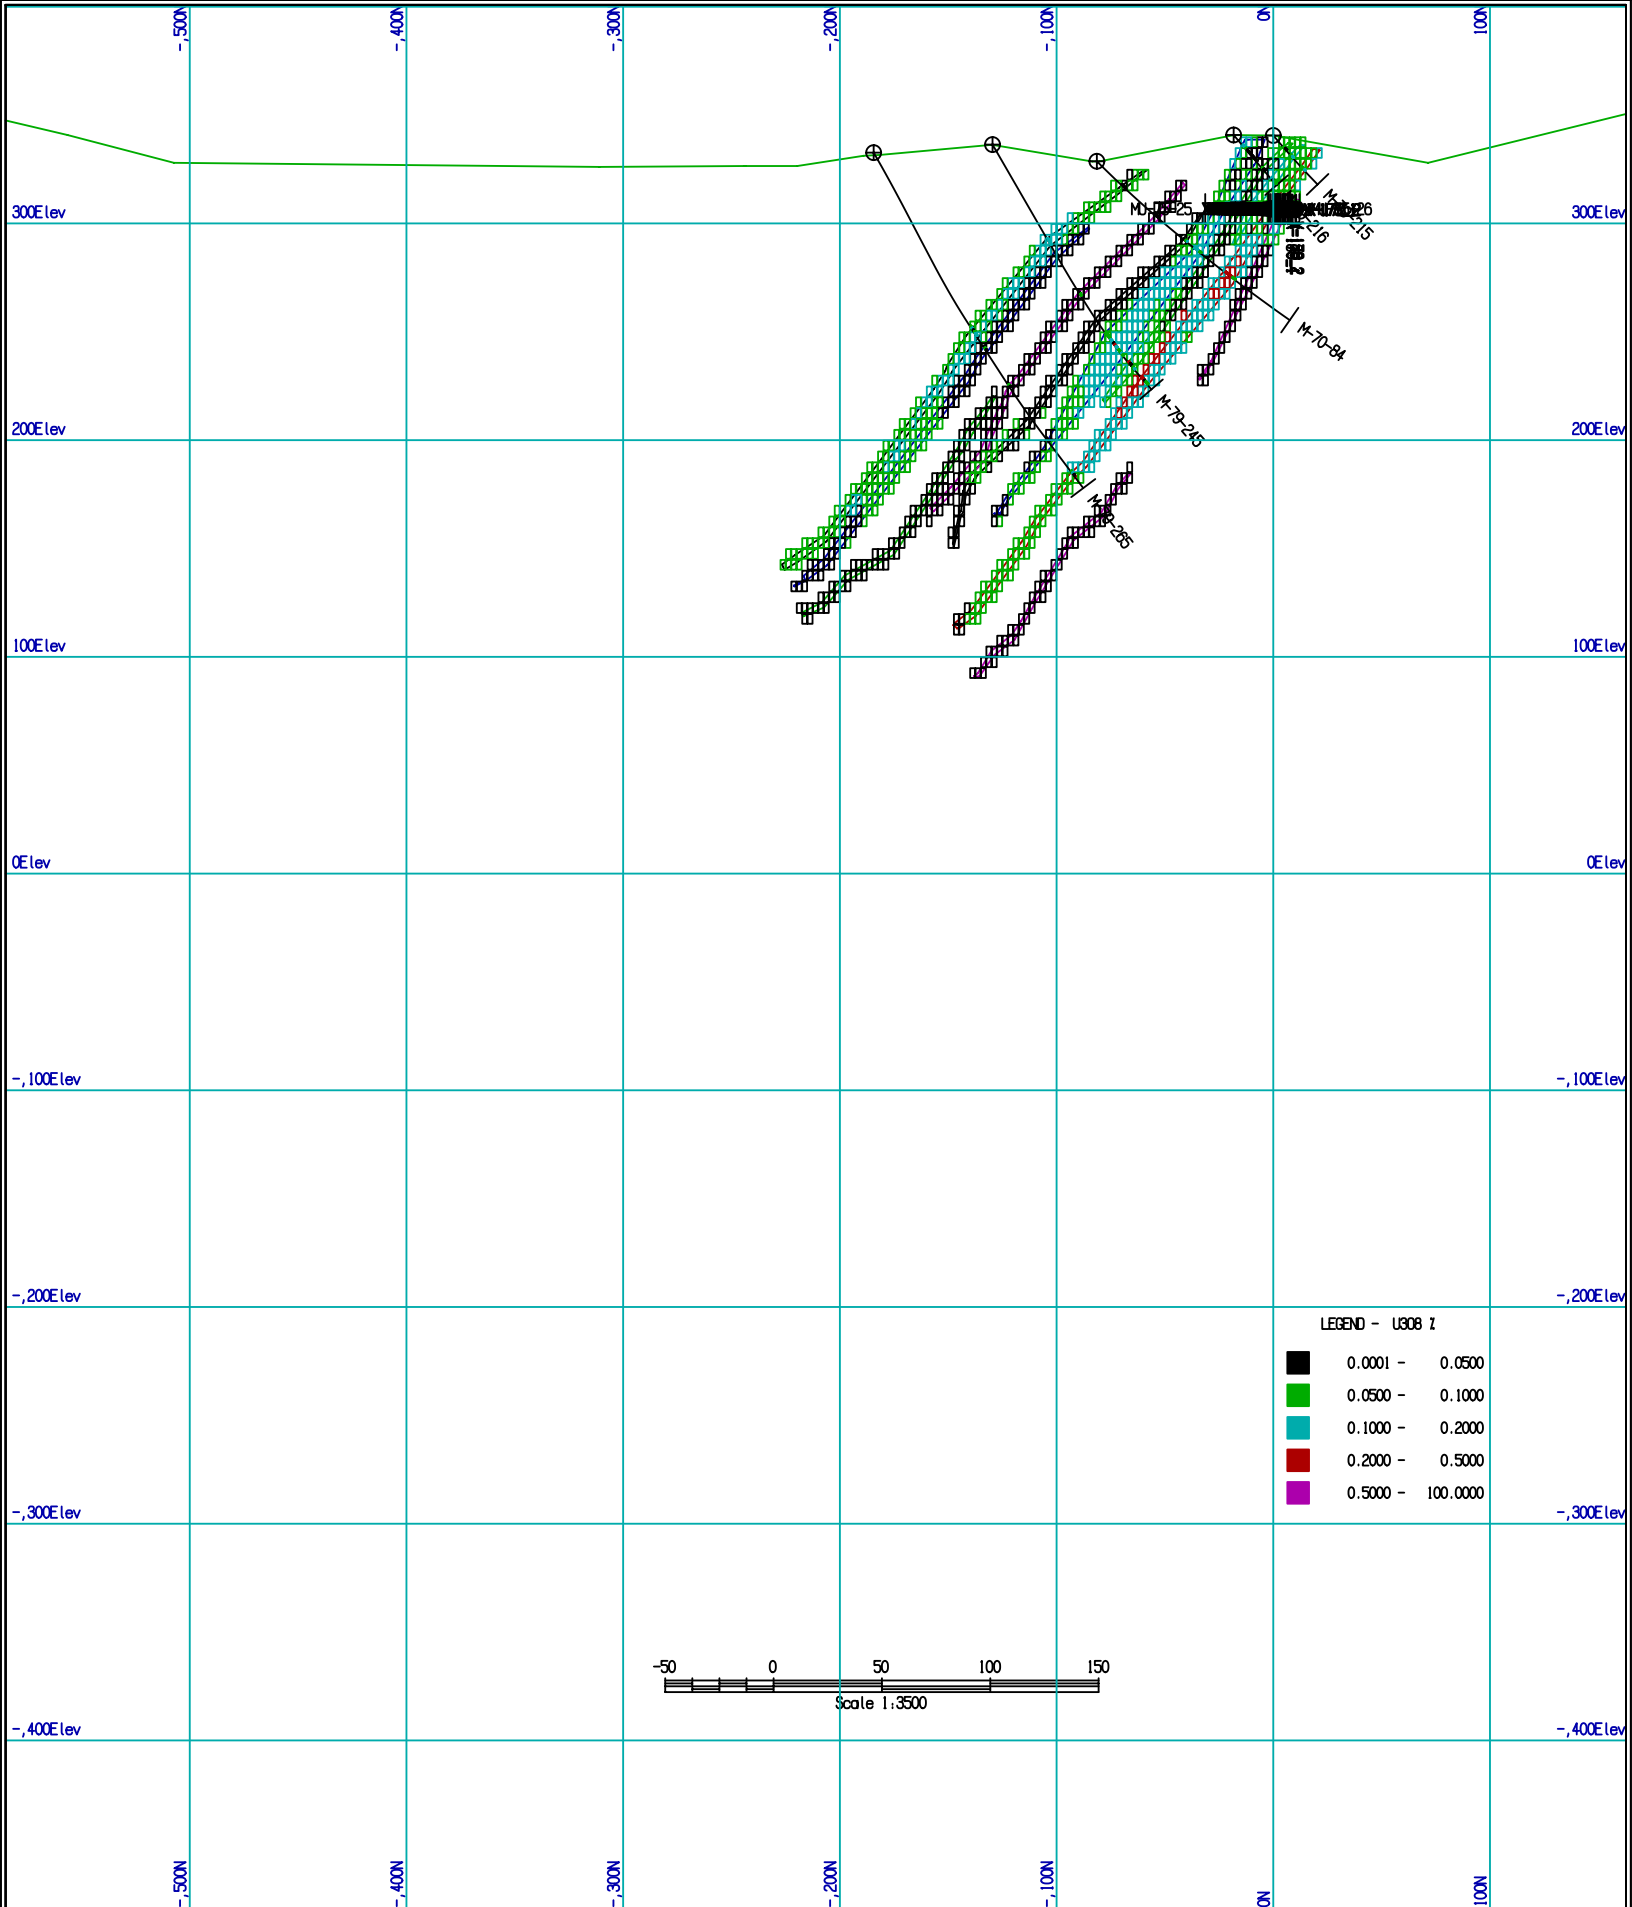 -,500N
-,400N
-,300N
-,200N
-,100N
0N
100N
300Elev
M-70-84
M-79-245
200Elev
200Elev
100Elev
100Elev
0Elev
0Elev
-,100Elev
-,100Elev
-,200Elev
-,200Elev
LEGEND - U308 %
0.0001 - 0.0500
0.0500 - 0.1000
0.1000 - 0.2000
0.2000 - 0.5000
0.5000 - 100.0000
-,300Elev
-,300Elev
-50 0 50 100 150
Scale 1:3500
-,400Elev
-,400Elev
-,500N
-,400N
-,300N
-,200N
-,100N
0N
100N
300Elev